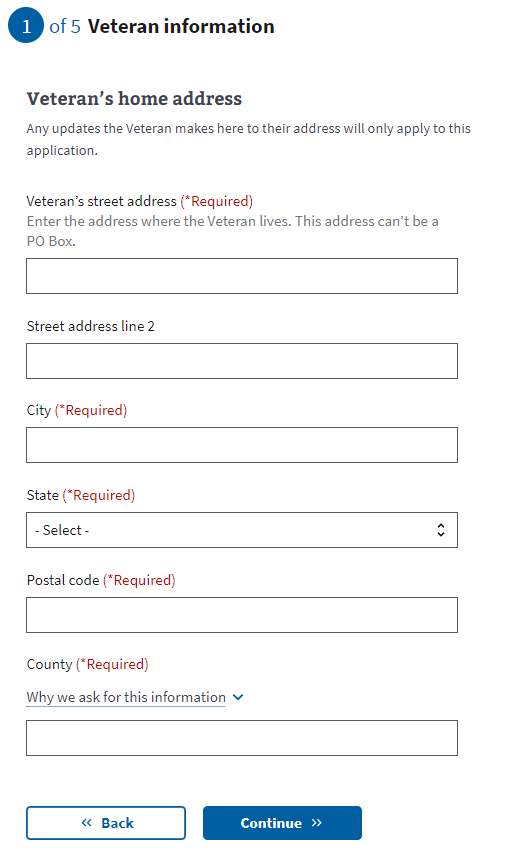 1 of 5 Veteran information
Veteran’s home address
Any updates the Veteran makes here to their address will only apply to this
application.
Veteran’s street address (*Required)
Enter the address where the Veteran lives. This address can’t be a
PO Box.
Street address line 2
City (*Required)
State (*Required)
- Select -
Postal code (*Required)
County (*Required)
Why we ask for this information
« Back
Continue »